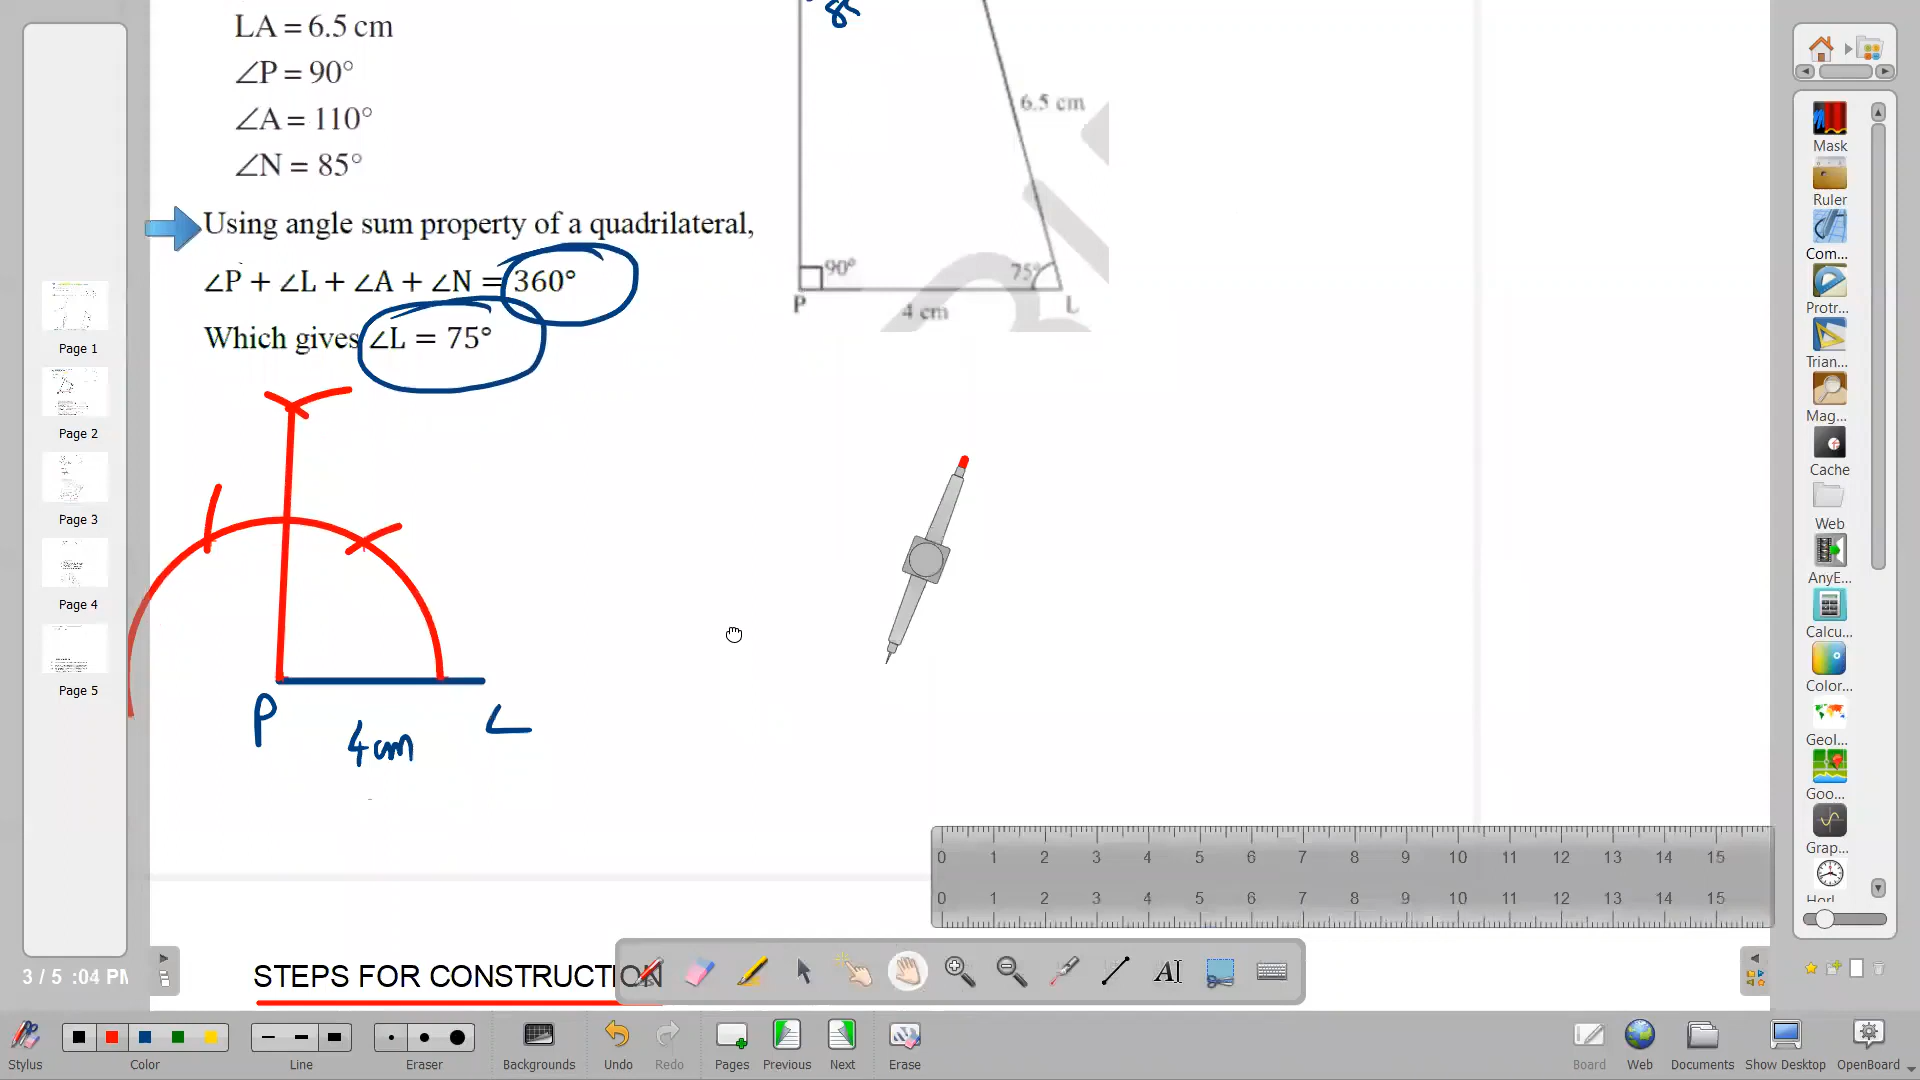 85
LA = 6.5 cm
∠P = 90°
∠A = 110°
∠N = 85°
Using angle sum property of a quadrilateral,
∠P + ∠L + ∠A + ∠N = 360°
Which gives ∠L = 75°
6.5 cm
90°
75°
P
4 cm
L
P
4cm
L
STEPS FOR CONSTRUCTION
0 1 2 3 4 5 6 7 8 9 10 11 12 13 14 15
0 1 2 3 4 5 6 7 8 9 10 11 12 13 14 15
Page 1
Page 2
Page 3
Page 4
Page 5
3 / 5 :04 PM
Mask
Ruler
Com...
Protr...
Trian...
Mag...
Cache
Web
AnyE...
Calcu...
Color...
Geol...
Goo...
Grap...
Horl
AI
Stylus
Color
Line
Eraser
Backgrounds
Undo
Redo
Pages
Previous
Next
Erase
Board
Web
Documents
Show Desktop
OpenBoard